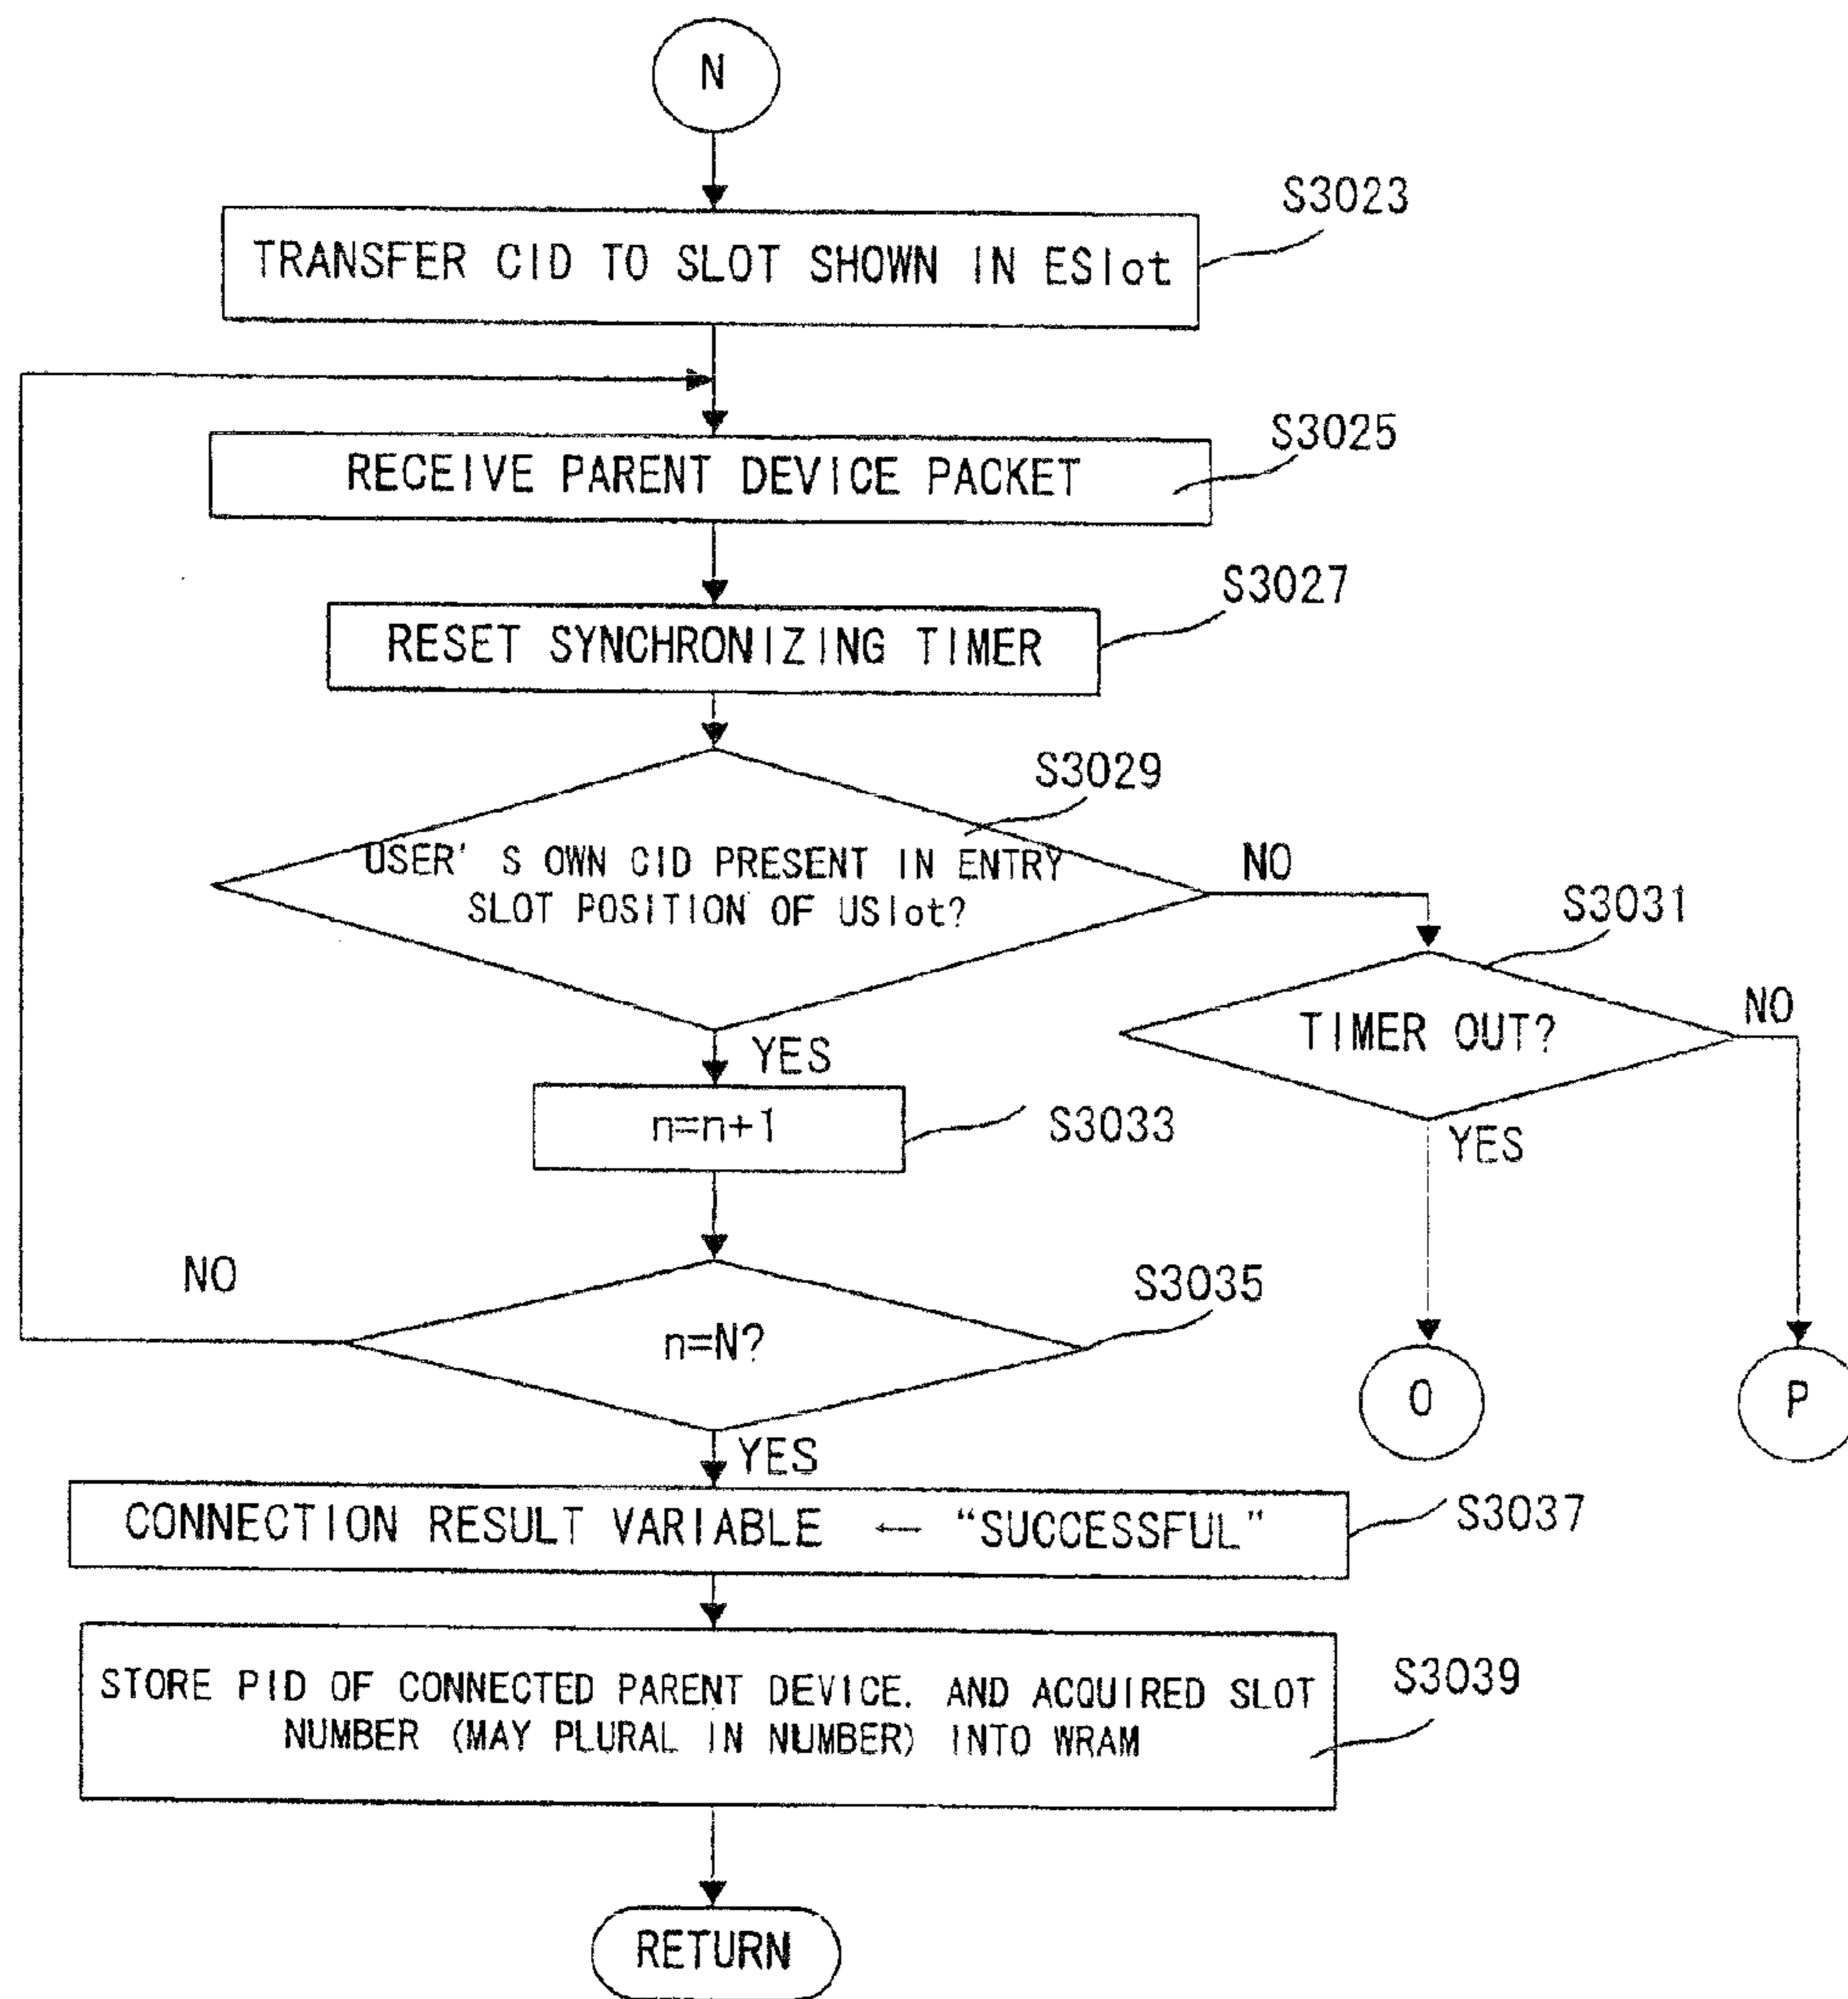 N
S3023
TRANSFER CID TO SLOT SHOWN IN ESlot
S3025
RECEIVE PARENT DEVICE PACKET
S3027
RESET SYNCHRONIZING TIMER
S3029
USER' S OWN CID PRESENT IN ENTRY
SLOT POSITION OF USlot?
NO
S3031
TIMER OUT?
NO
YES
YES
n=n+1
S3033
NO
S3035
n=N?
O
P
YES
CONNECTION RESULT VARIABLE ← “SUCCESSFUL”
S3037
STORE PID OF CONNECTED PARENT DEVICE. AND ACQUIRED SLOT
NUMBER (MAY PLURAL IN NUMBER) INTO WRAM
S3039
RETURN